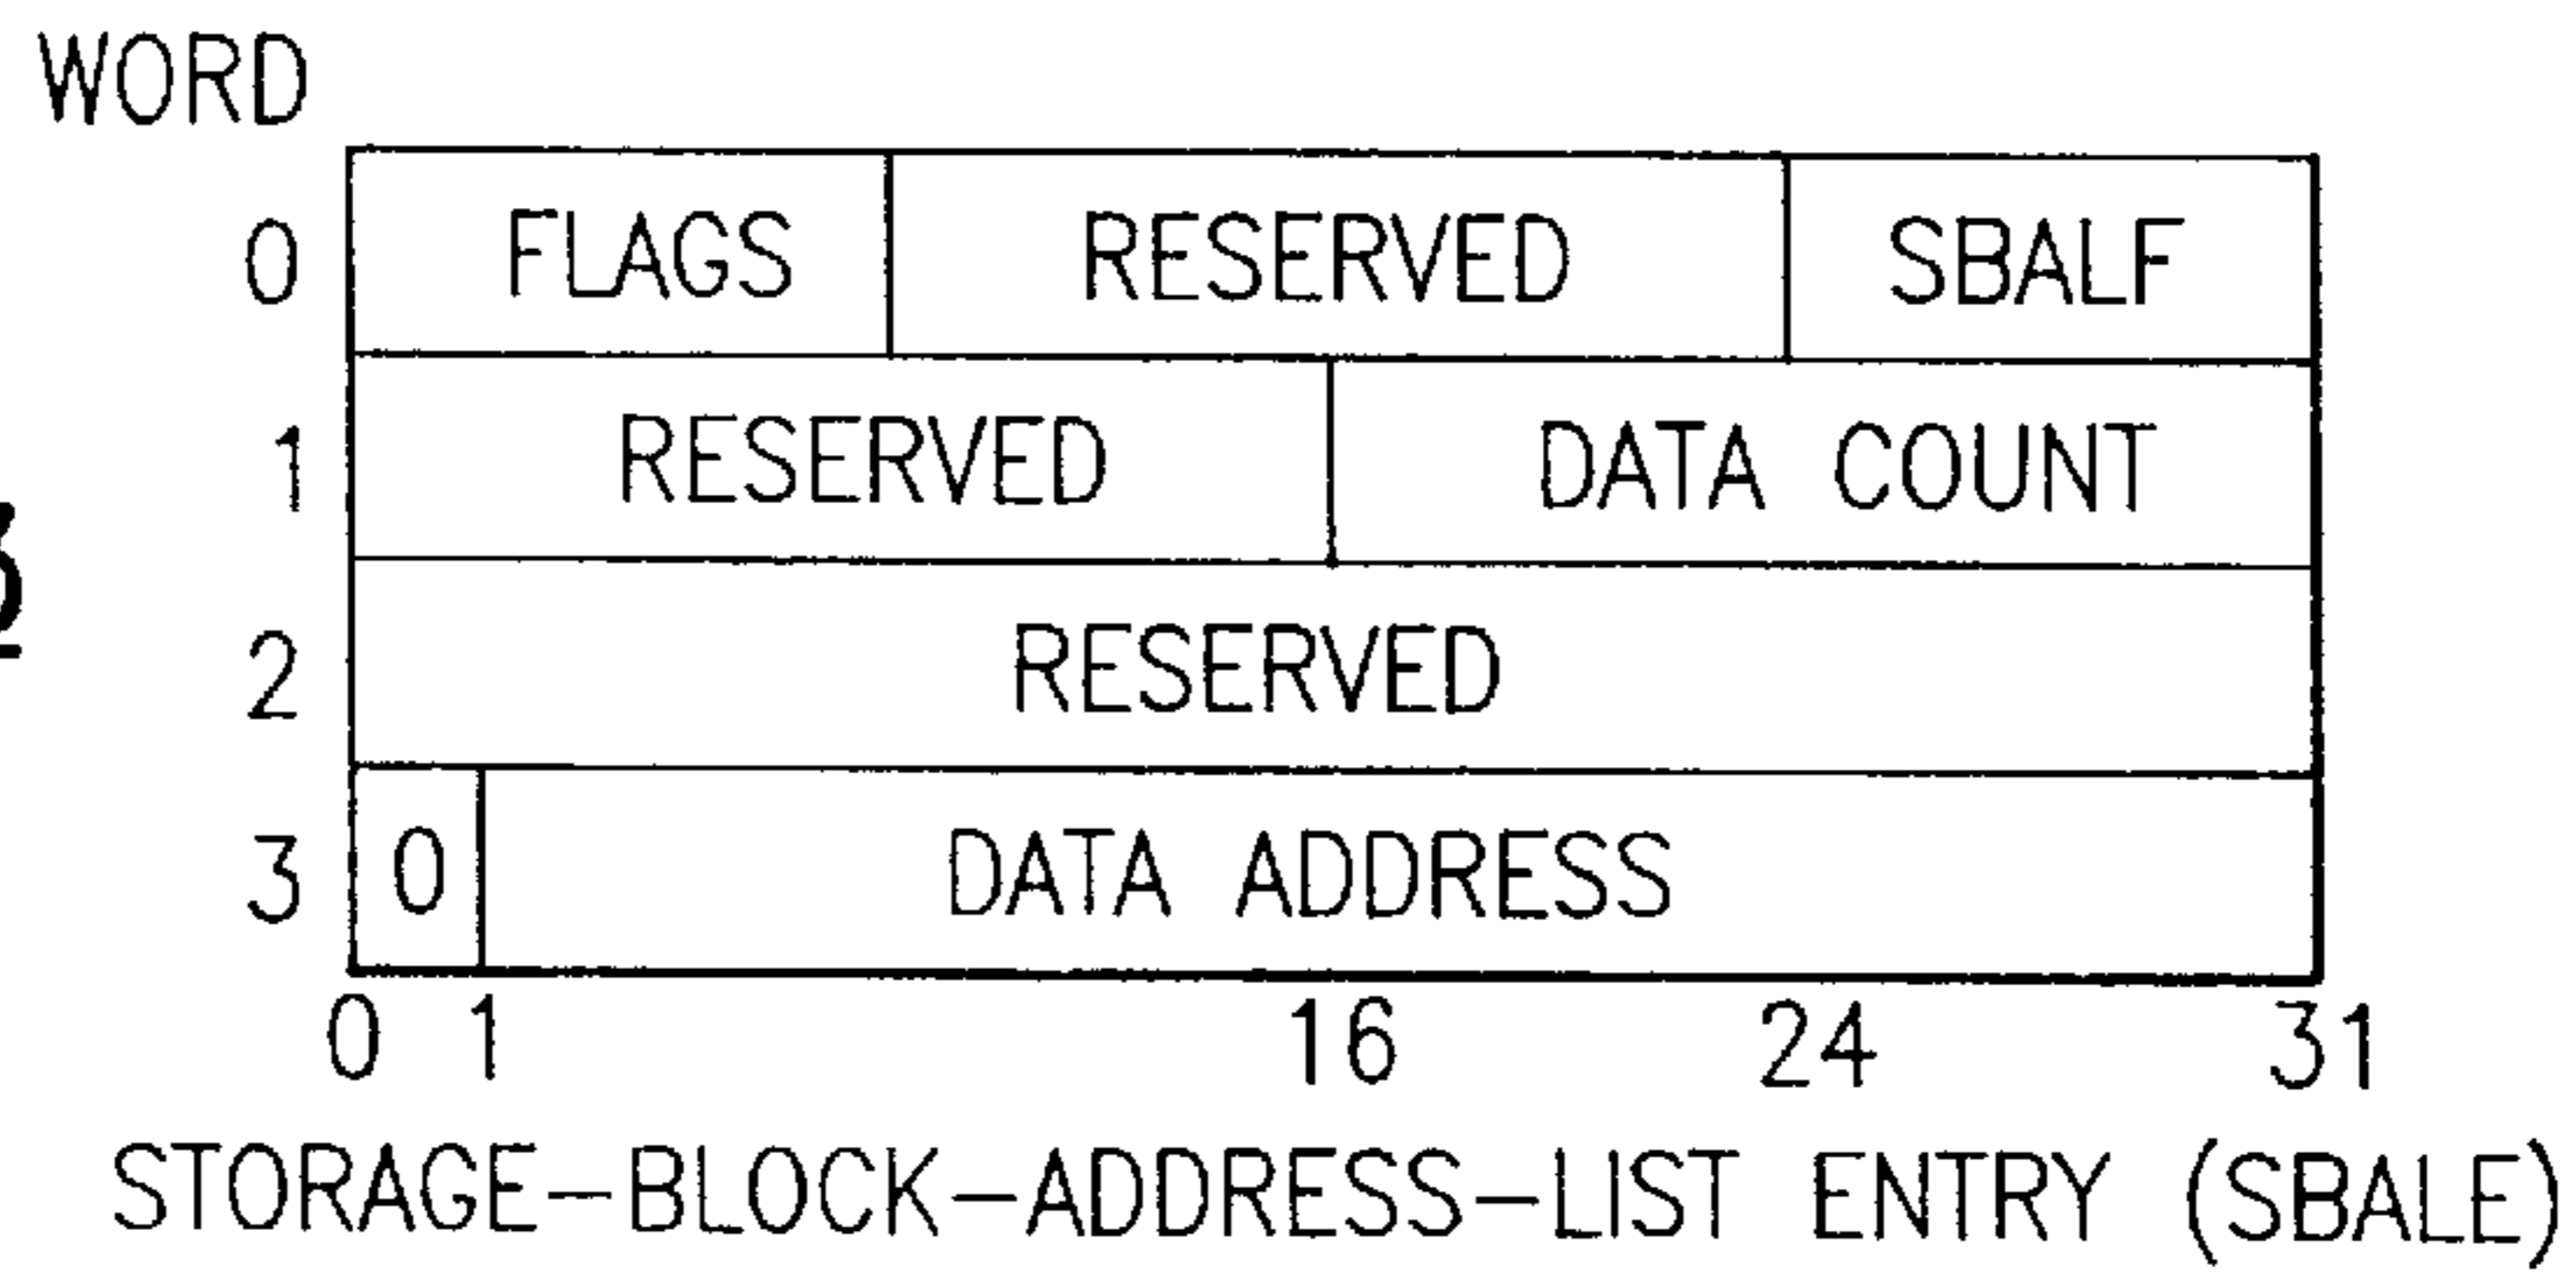 WORD
0 FLAGS RESERVED SBALF
1 RESERVED DATA COUNT
2 RESERVED
3 0 DATA ADDRESS
0 1 16 24 31
STORAGE-BLOCK-ADDRESS-LIST ENTRY (SBALE)